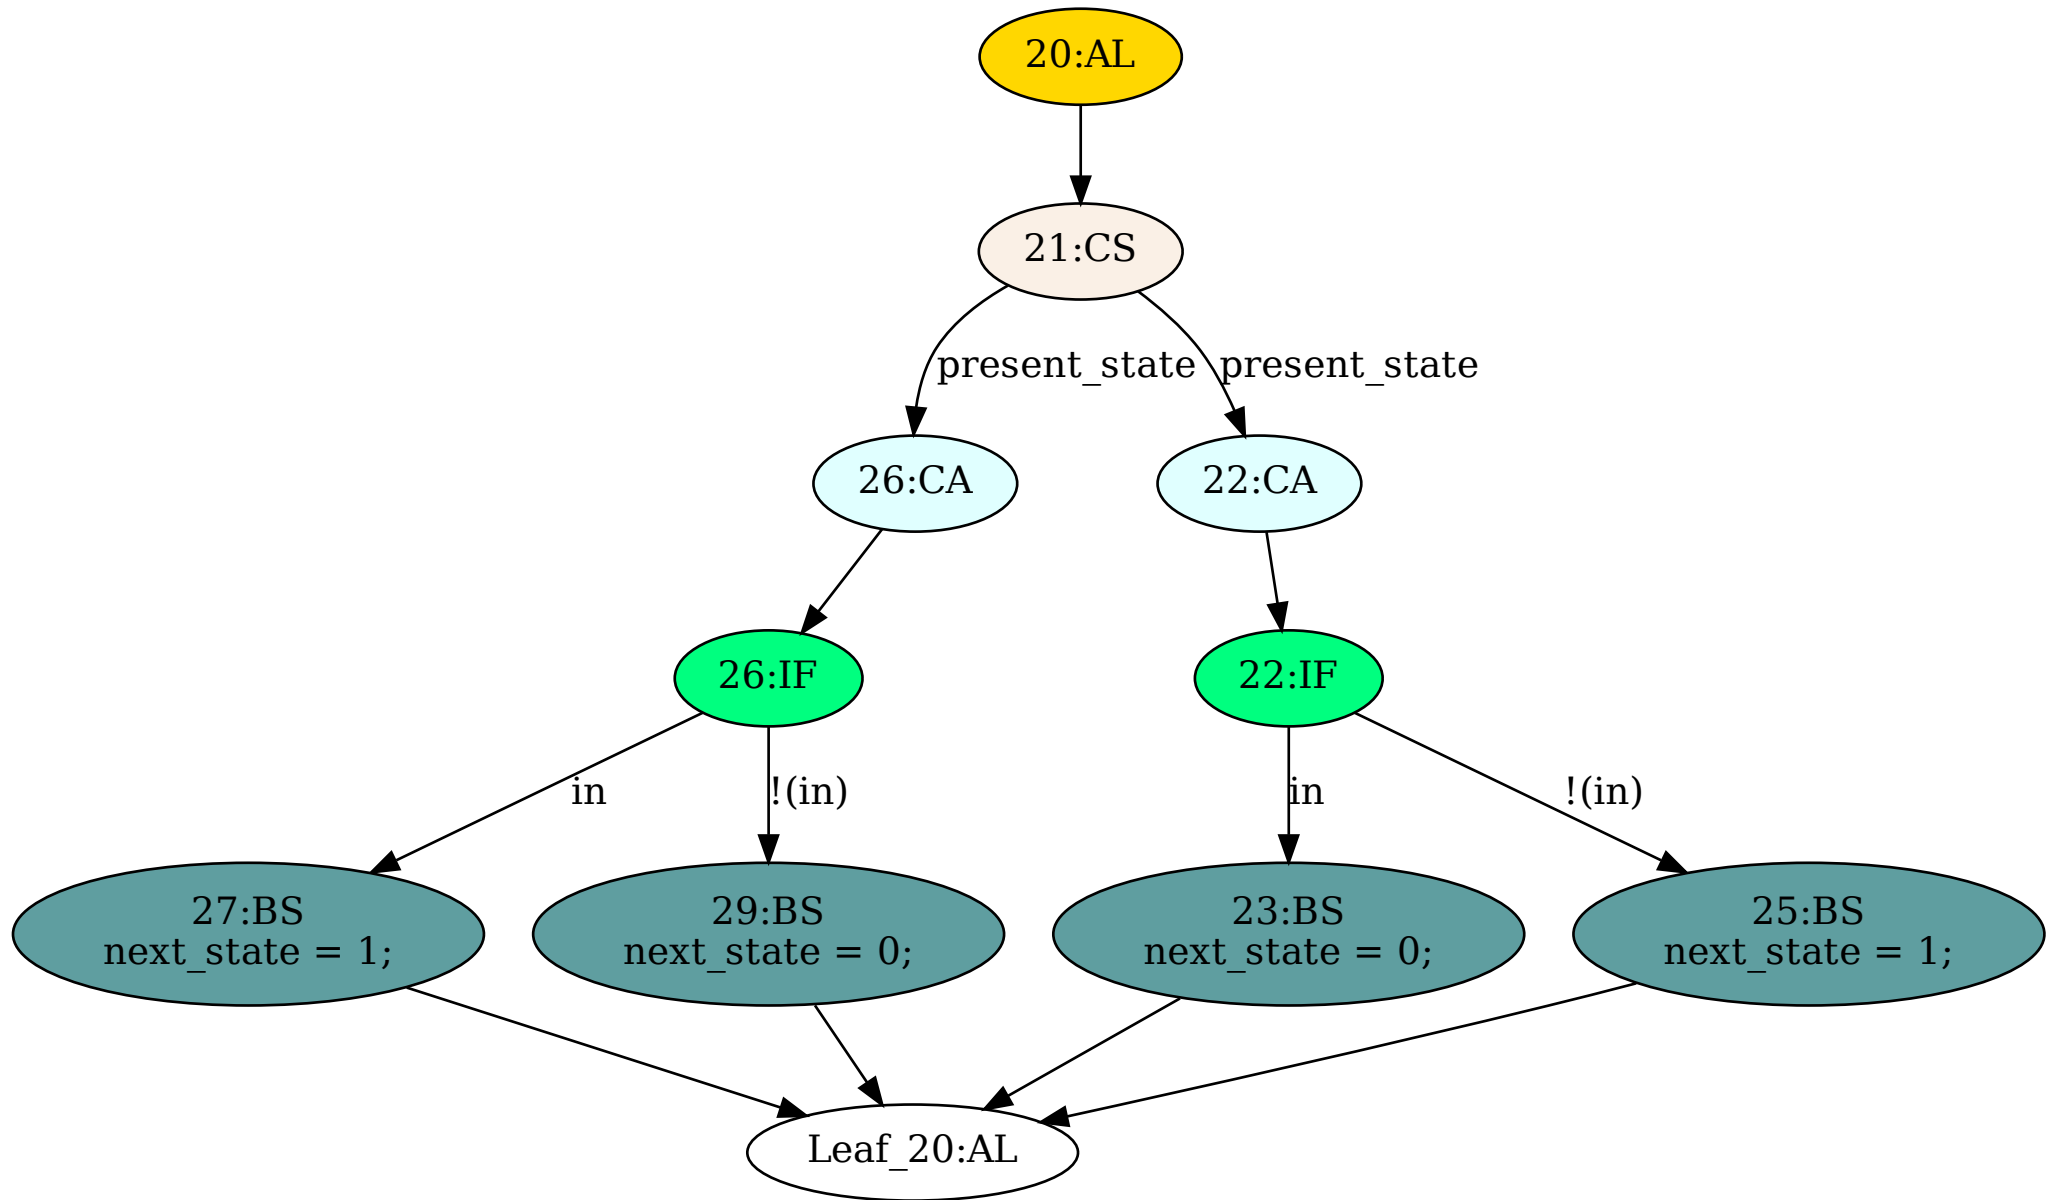 20:AL
21:CS
present_state
present_state
26:CA
22:CA
26:IF
22:IF
in
!(in)
in
!(in)
27:BS
next_state = 1;
29:BS
next_state = 0;
23:BS
next_state = 0;
25:BS
next_state = 1;
Leaf_20:AL